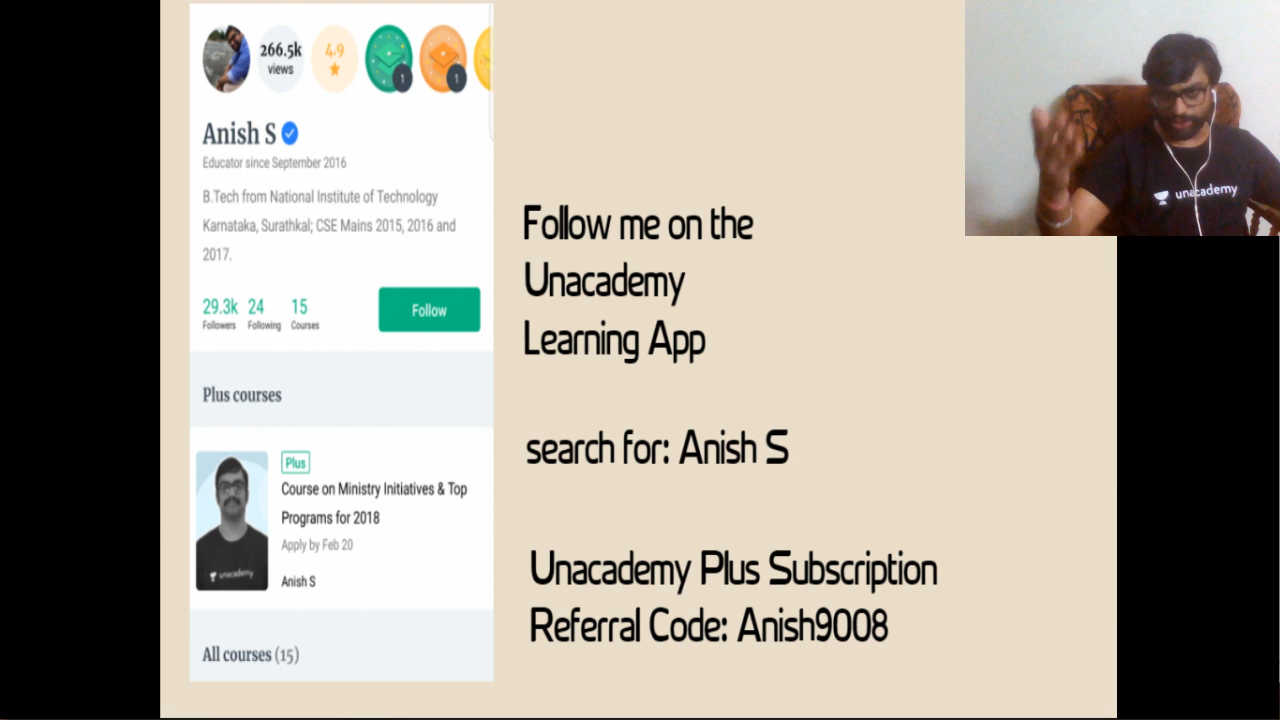 266.5k
views
4.9
1
1
Anish S
Educator since September 2016
B.Tech from National Institute of Technology
Karnataka, Surathkal; CSE Mains 2015, 2016 and
2017.
29.3k 24 15
Followers Following Courses
Follow
Plus courses
Plus
Course on Ministry Initiatives & Top
Programs for 2018
Apply by Feb 20
unacademy
Anish S
All courses (15)
Follow me on the
Unacademy
Learning App
search for: Anish S
Unacademy Plus Subscription
Referral Code: Anish9008
unacademy